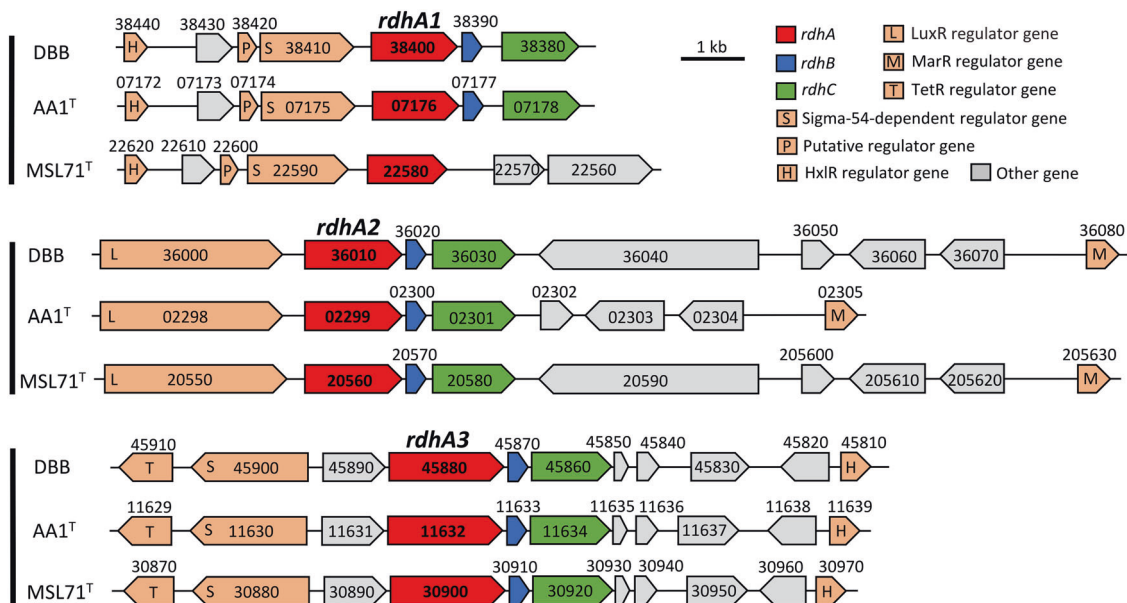 38440 38430 38420 rdhA1 38390
DBB H P S 38410 38400 38380
07172 07173 07174 07177
AA1ᵀ H P S 07175 07176 07178
22620 22610 22600
MSL71ᵀ H P S 22590 22580 22570 22560
1 kb
rdhA
rdhB
rdhC
S Sigma-54-dependent regulator gene
P Putative regulator gene
H HxlR regulator gene
L LuxR regulator gene
M MarR regulator gene
T TetR regulator gene
Other gene
rdhA2 36020 36050 36080
DBB L 36000 36010 36030 36040 36060 36070 M
02300 02302 02305
AA1ᵀ L 02298 02299 02301 02303 02304 M
20570 205600 205630
MSL71ᵀ L 20550 20560 20580 20590 205610 205620 M
45910 rdhA3 45870 45850 45840 45820 45810
DBB T S 45900 45890 45880 45860 45830 H
11629 11633 11635 11636 11638 11639
AA1ᵀ T S 11630 11631 11632 11634 11637 H
30870 30910 30930 30940 30960 30970
MSL71ᵀ T S 30880 30890 30900 30920 30950 H